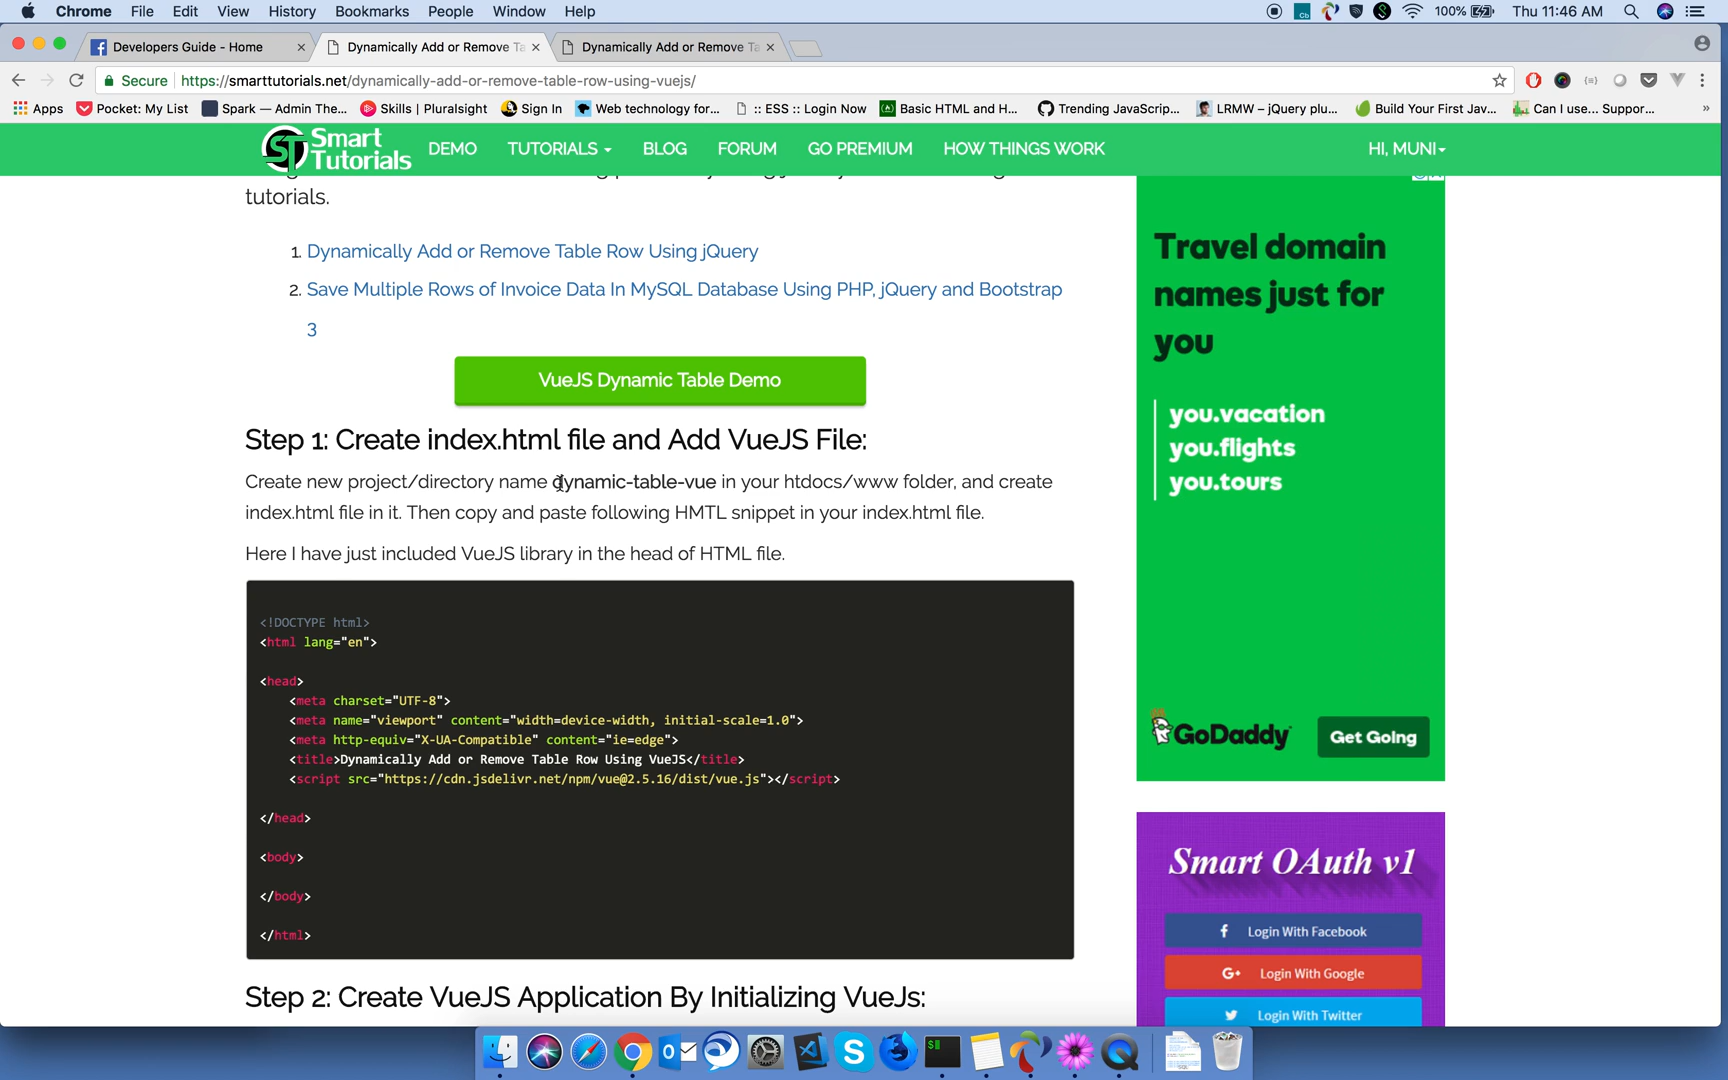 Chrome File Edit View History Bookmarks People Window Help 100% Thu 11:46 AM
Developers Guide - Home × Dynamically Add or Remove Ta × Dynamically Add or Remove Ta ×
Secure https://smarttutorials.net/dynamically-add-or-remove-table-row-using-vuejs/
Apps Pocket: My List Spark — Admin The... Skills | Pluralsight Sign In Web technology for... :: ESS :: Login Now Basic HTML and H... Trending JavaScrip... LRMW – jQuery plu... Build Your First Jav... Can I use... Suppor... »
ST Smart Tutorials DEMO TUTORIALS BLOG FORUM GO PREMIUM HOW THINGS WORK HI, MUNI
tutorials.
1. Dynamically Add or Remove Table Row Using jQuery
2. Save Multiple Rows of Invoice Data In MySQL Database Using PHP, jQuery and Bootstrap
3
VueJS Dynamic Table Demo
Step 1: Create index.html file and Add VueJS File:
Create new project/directory name dynamic-table-vue in your htdocs/www folder, and create
index.html file in it. Then copy and paste following HMTL snippet in your index.html file.
Here I have just included VueJS library in the head of HTML file.
<!DOCTYPE html>
<html lang="en">
<head>
<meta charset="UTF-8">
<meta name="viewport" content="width=device-width, initial-scale=1.0">
<meta http-equiv="X-UA-Compatible" content="ie=edge">
<title>Dynamically Add or Remove Table Row Using VueJS</title>
<script src="https://cdn.jsdelivr.net/npm/vue@2.5.16/dist/vue.js"></script>
</head>
<body>
</body>
</html>
Step 2: Create VueJS Application By Initializing VueJs:
Travel domain
names just for
you
you.vacation
you.flights
you.tours
GoDaddy Get Going
Smart OAuth v1
Login With Facebook
G+ Login With Google
Login With Twitter